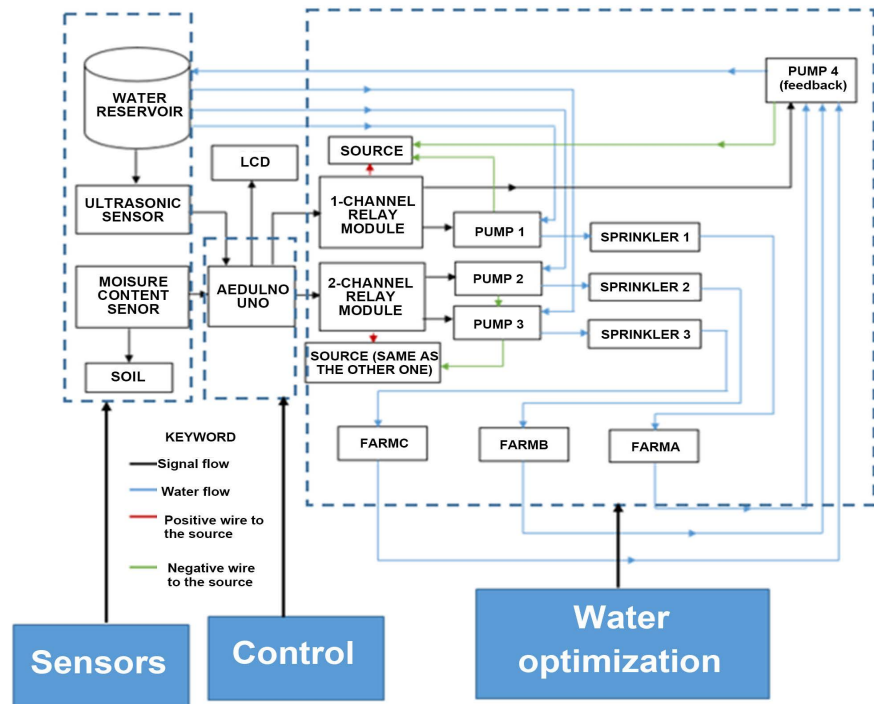 WATER
RESERVOIR
PUMP 4
(feedback)
LCD
SOURCE
ULTRASONIC
SENSOR
1-CHANNEL
RELAY
MODULE
PUMP 1
SPRINKLER 1
MOISURE
CONTENT
SENOR
AEDULNO
UNO
2-CHANNEL
RELAY
MODULE
PUMP 2
SPRINKLER 2
PUMP 3
SPRINKLER 3
SOIL
SOURCE (SAME AS
THE OTHER ONE)
FARMC
FARMB
FARMA
KEYWORD
Signal flow
Water flow
Positive wire to
the source
Negative wire
to the source
Sensors
Control
Water
optimization